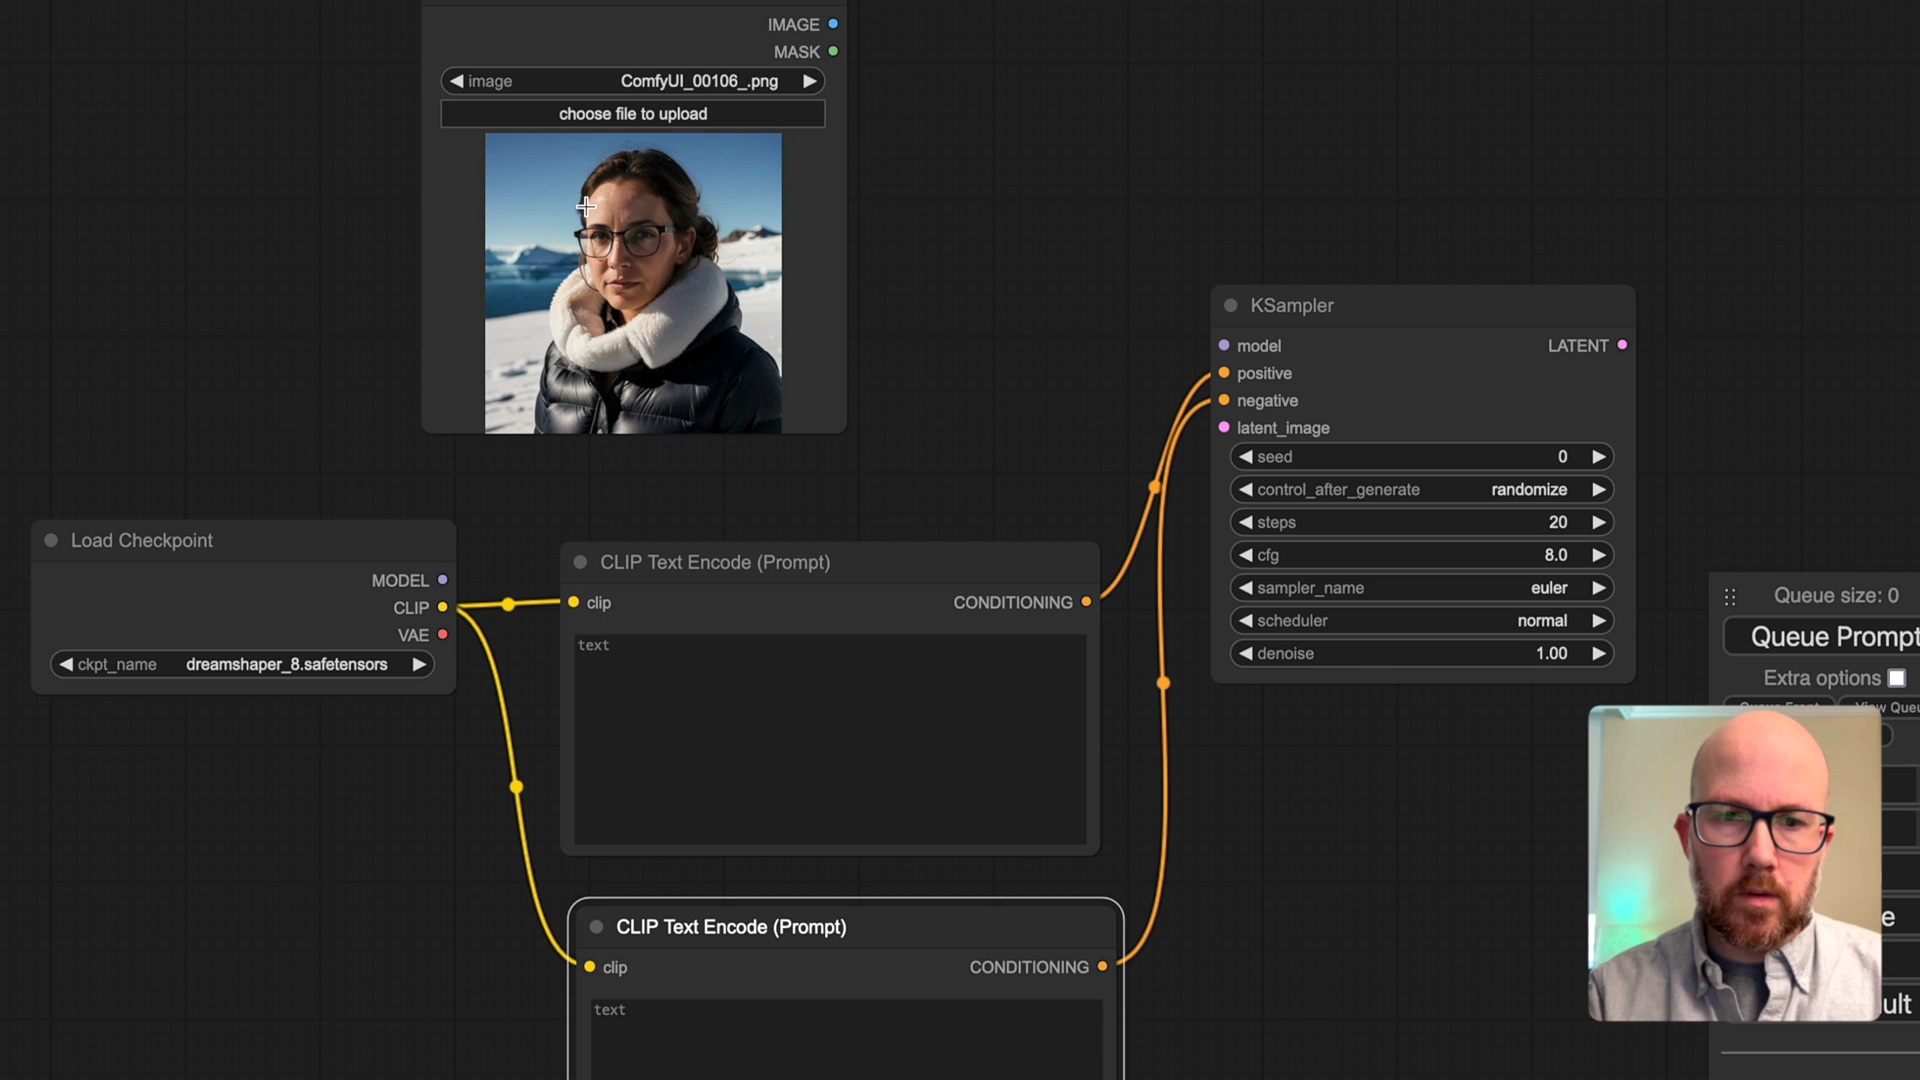 IMAGE
MASK
image ComfyUI_00106_.png
choose file to upload
Load Checkpoint
MODEL
CLIP
VAE
ckpt_name dreamshaper_8.safetensors
CLIP Text Encode (Prompt)
clip CONDITIONING
text
CLIP Text Encode (Prompt)
clip CONDITIONING
text
KSampler
model LATENT
positive
negative
latent_image
seed 0
control_after_generate randomize
steps 20
cfg 8.0
sampler_name euler
scheduler normal
denoise 1.00
Queue size: 0
Queue Prompt
Extra options